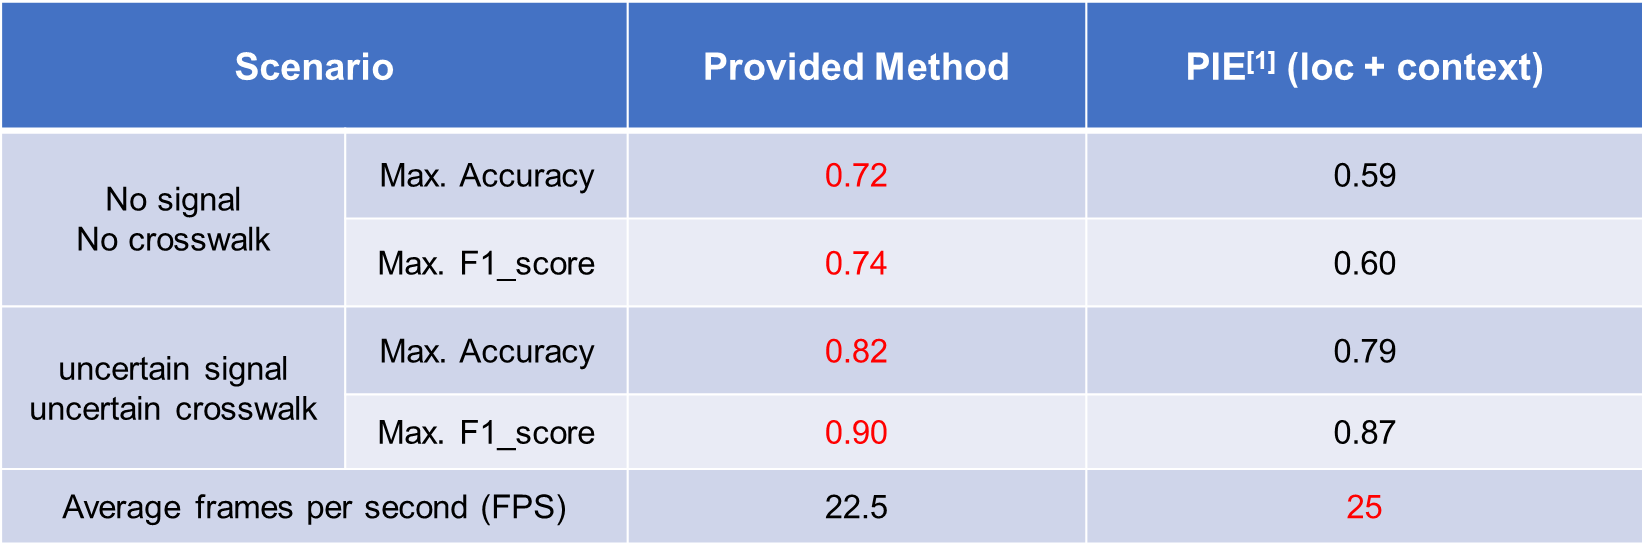 Scenario Provided Method PIE[1] (loc + context)
No signal
No crosswalk
Max. Accuracy 0.72 0.59
Max. F1_score 0.74 0.60
uncertain signal
uncertain crosswalk
Max. Accuracy 0.82 0.79
Max. F1_score 0.90 0.87
Average frames per second (FPS) 22.5 25